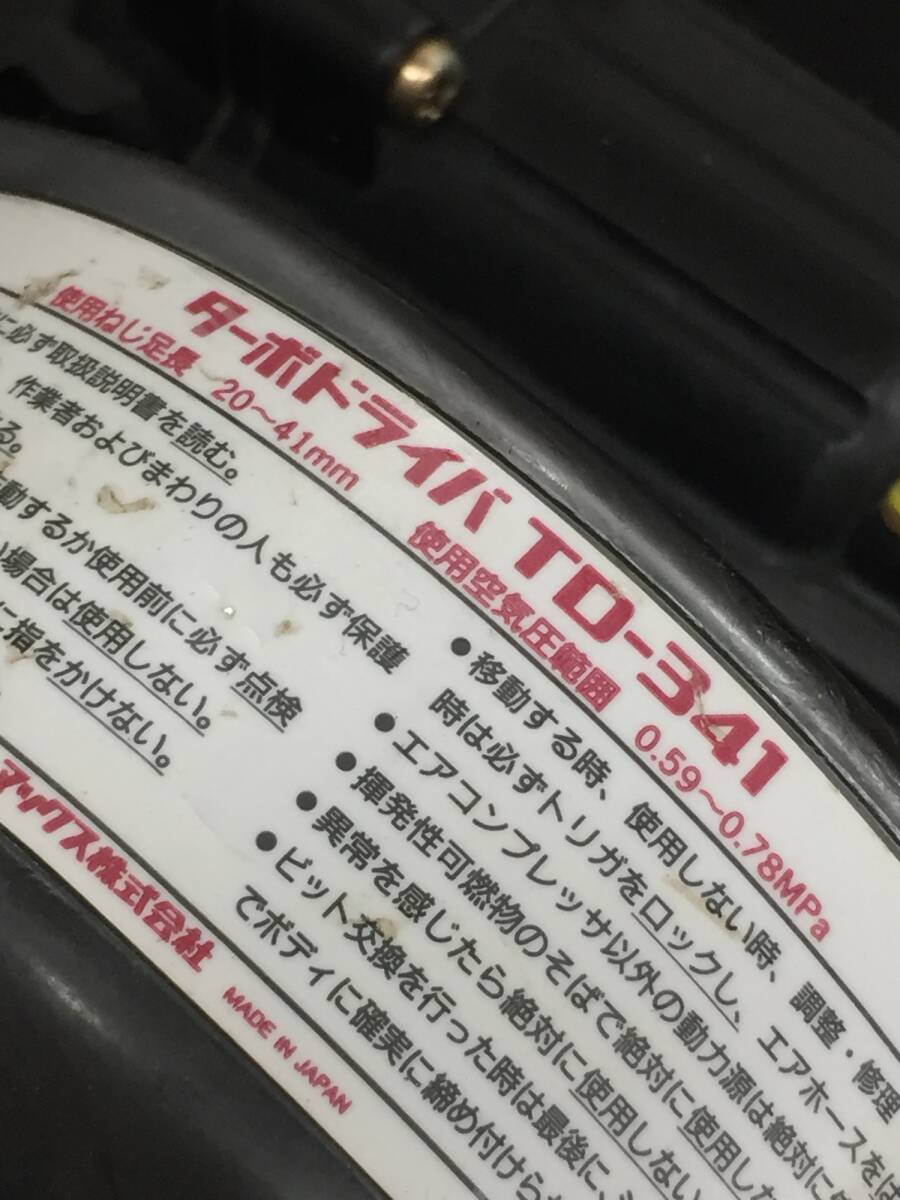 ターボドライバ TD-341
使用ねじ足長 20～41mm
使用空気圧範囲 0.59～0.78MPa
に必ず取扱説明書を読む。
作業者およびまわりの人も必ず保護
る。
動するか使用前に必ず点検
い場合は使用しない。
に指をかけない。
●移動する時、使用しない時、調整・修理
時は必ずトリガをロックし、エアホースをは
●エアコンプレッサ以外の動力源は絶対に
●揮発性可燃物のそばで絶対に使用し
●異常を感じたら絶対に使用しない
●ビット交換を行った時は最後に、
でボディに確実に締め付けら
マックス株式会社
MADE IN JAPAN